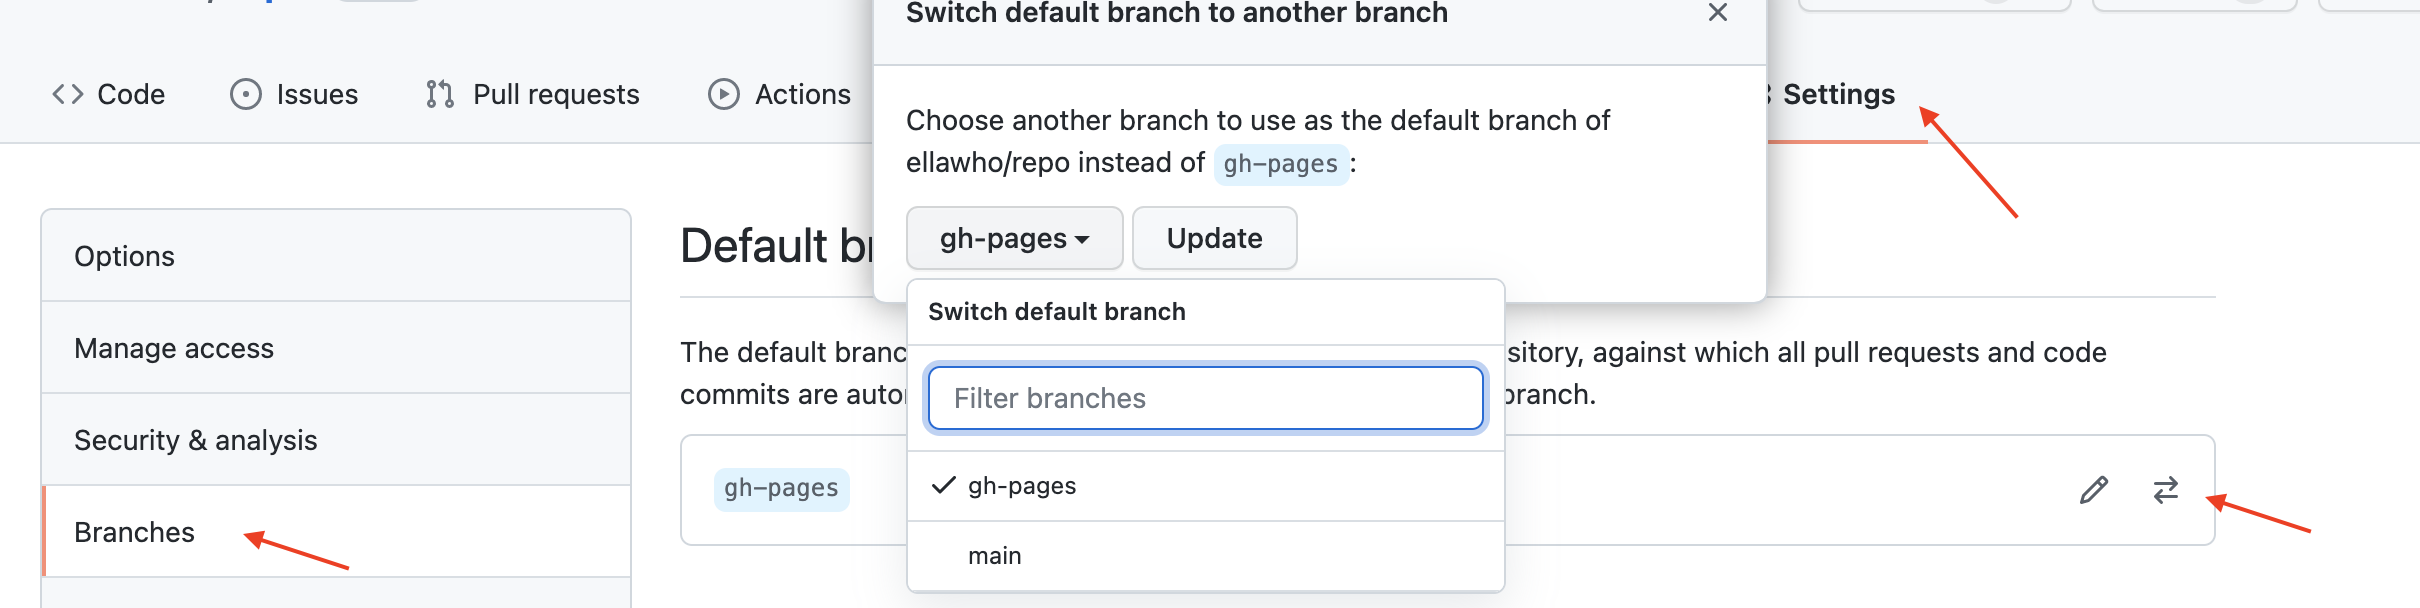 Switch default branch to another branch
Code
Issues
Pull requests
Actions
Settings
Choose another branch to use as the default branch of
ellawho/repo instead of gh-pages:
gh-pages
Update
Options
Manage access
Security & analysis
Branches
Default
Switch default branch
The default
sitory, against which all pull requests and code
commits are
branch.
Filter branches
gh-pages
gh-pages
main